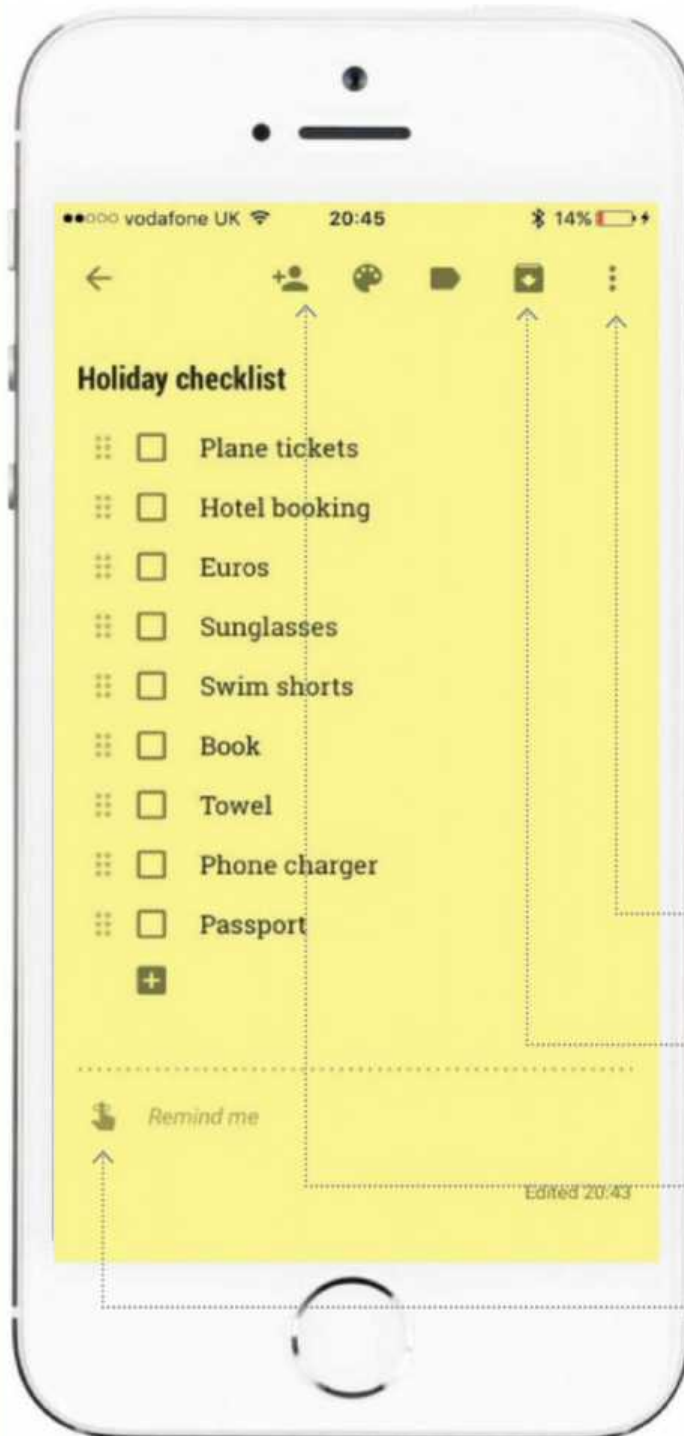 vodafone UK 20:45 14%
Holiday checklist
Plane tickets
Hotel booking
Euros
Sunglasses
Swim shorts
Book
Towel
Phone charger
Passport
Remind me
Edited 20:43